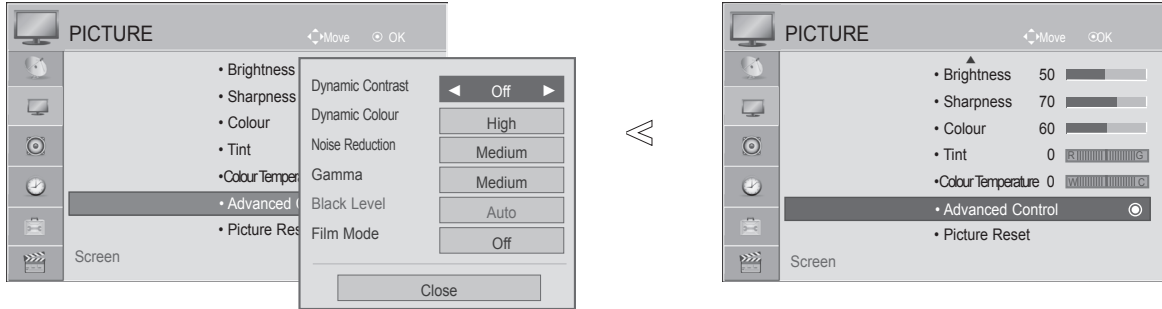 PICTURE
Move OK
• Brightness
• Sharpness
• Colour
• Tint
•Colour Temper
• Advanced C
• Picture Res
Screen
Dynamic Contrast ◄ Off ►
Dynamic Colour High
Noise Reduction Medium
Gamma Medium
Black Level Auto
Film Mode Off
Close
PICTURE
Move OK
• Brightness 50
• Sharpness 70
• Colour 60
• Tint 0 R G
•Colour Temperature 0 W C
• Advanced Control
• Picture Reset
Screen